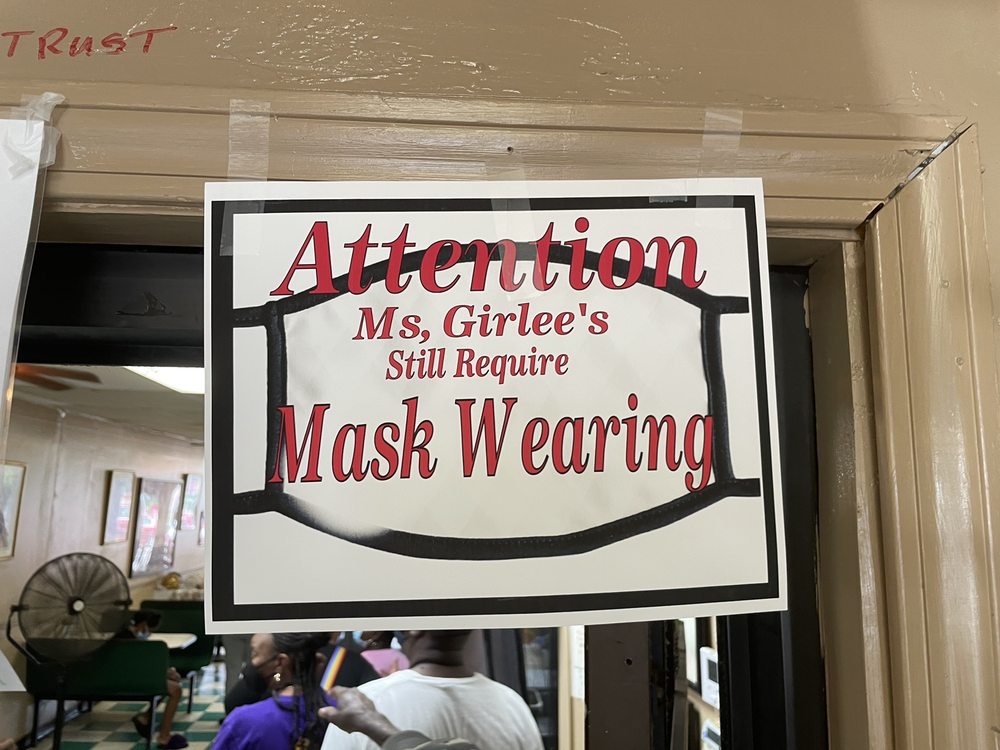 TRUST
Attention
Ms, Girlee's
Still Require
Mask Wearing